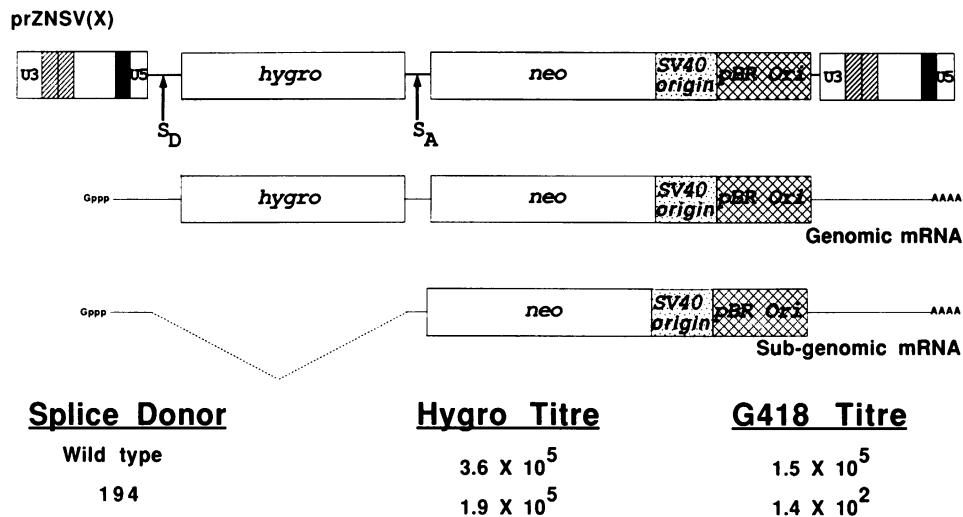 prZNSV(X)
U3 U5 hygro neo SV40 origin pBR Ori U3 U5
SD SA
Gppp hygro neo SV40 origin pBR Ori AAAA
Genomic mRNA
Gppp neo SV40 origin pBR Ori AAAA
Sub-genomic mRNA
Splice Donor Hygro Titre G418 Titre
Wild type 3.6 X 10^5 1.5 X 10^5
194 1.9 X 10^5 1.4 X 10^2